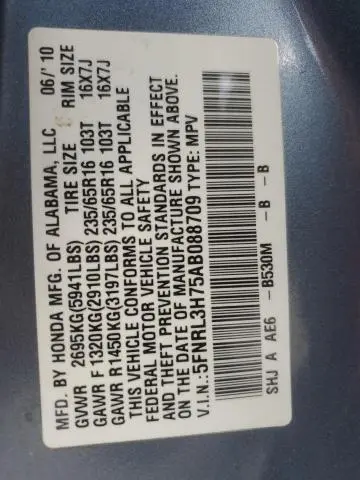 MFD. BY HONDA MFG. OF ALABAMA, LLC 06/'10
GVWR 2695KG(5941LBS) TIRE SIZE RIM SIZE
GAWR F 1320KG(2910LBS) 235/65R16 103T 16X7J
GAWR R1450KG(3197LBS) 235/65R16 103T 16X7J
THIS VEHICLE CONFORMS TO ALL APPLICABLE
FEDERAL MOTOR VEHICLE SAFETY
AND THEFT PREVENTION STANDARDS IN EFFECT
ON THE DATE OF MANUFACTURE SHOWN ABOVE.
V.I.N.: 5FNRL3H75AB088709 TYPE: MPV
SHJ A AE6 -B530M -B -B